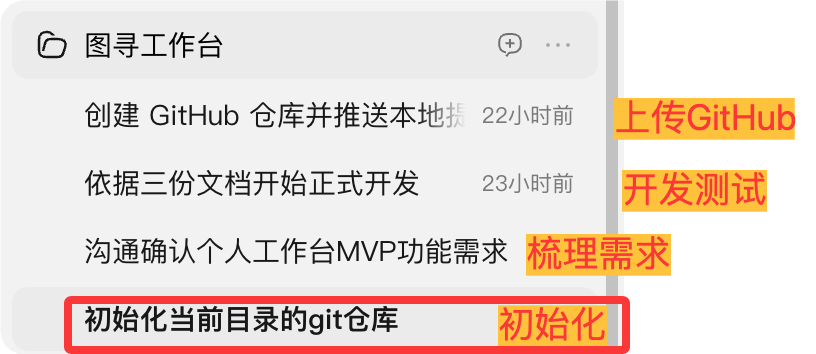 图寻工作台
创建 GitHub 仓库并推送本地提 22小时前 上传GitHub
依据三份文档开始正式开发 23小时前 开发测试
沟通确认个人工作台MVP功能需求 梳理需求
初始化当前目录的git仓库 初始化